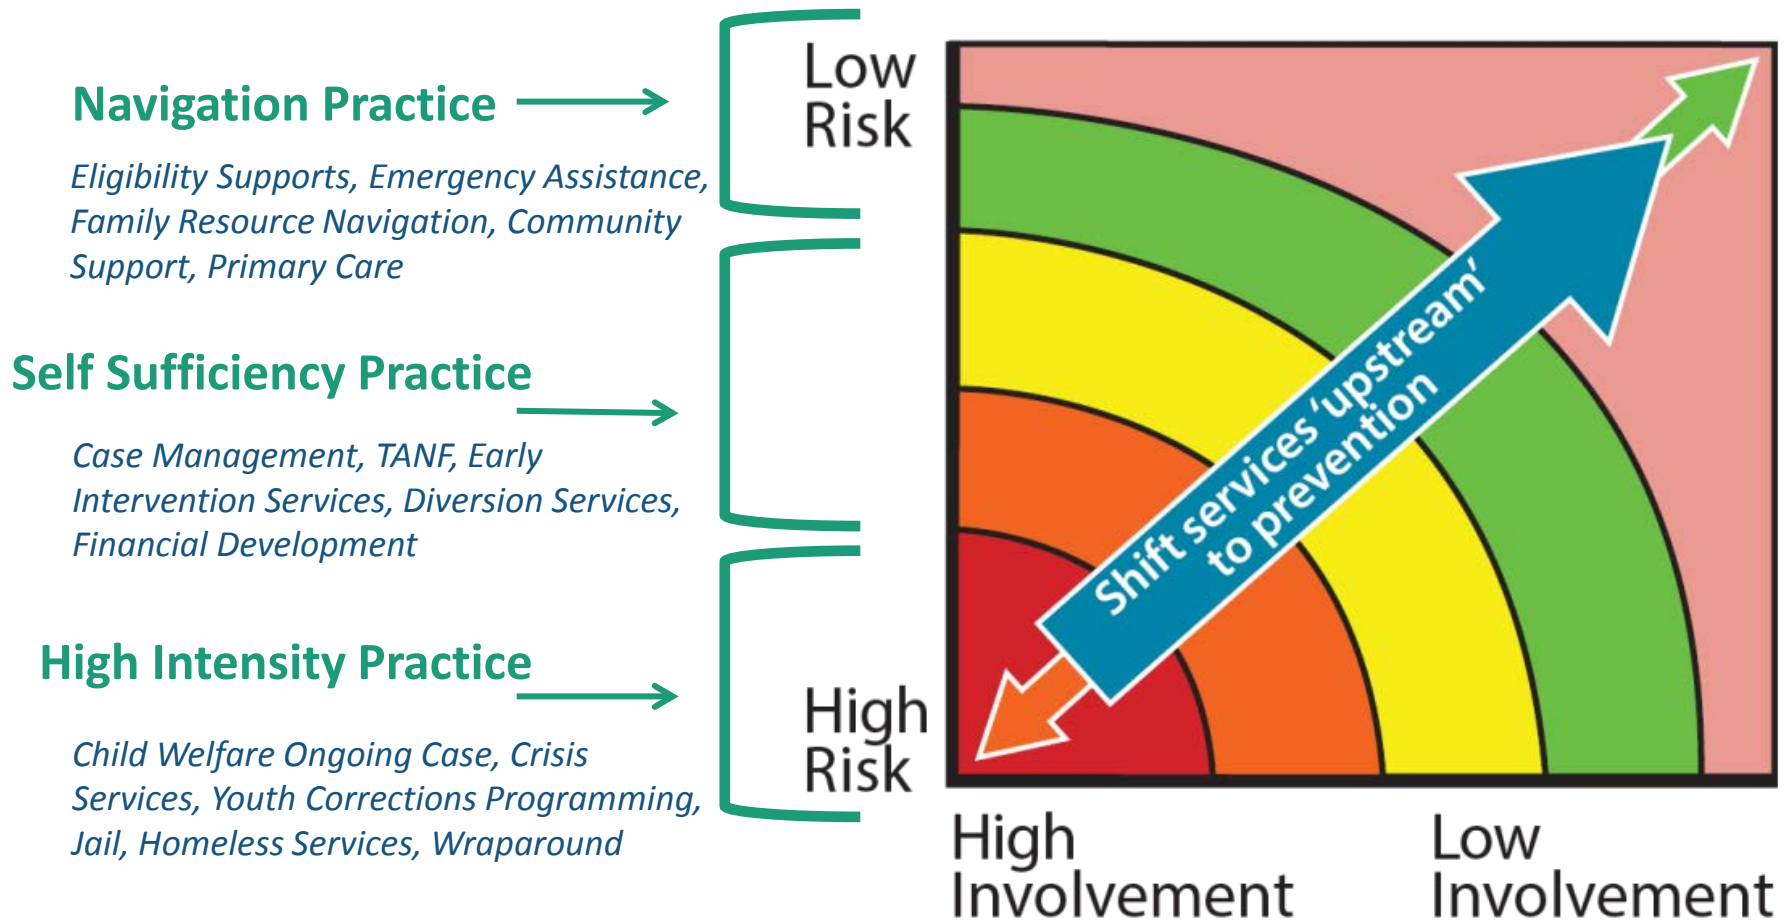 Navigation Practice
Eligibility Supports, Emergency Assistance,
Family Resource Navigation, Community
Support, Primary Care
Self Sufficiency Practice
Case Management, TANF, Early
Intervention Services, Diversion Services,
Financial Development
High Intensity Practice
Child Welfare Ongoing Case, Crisis
Services, Youth Corrections Programming,
Jail, Homeless Services, Wraparound
Low
Risk
High
Risk
Shift services ‘upstream’
to prevention
High
Involvement
Low
Involvement